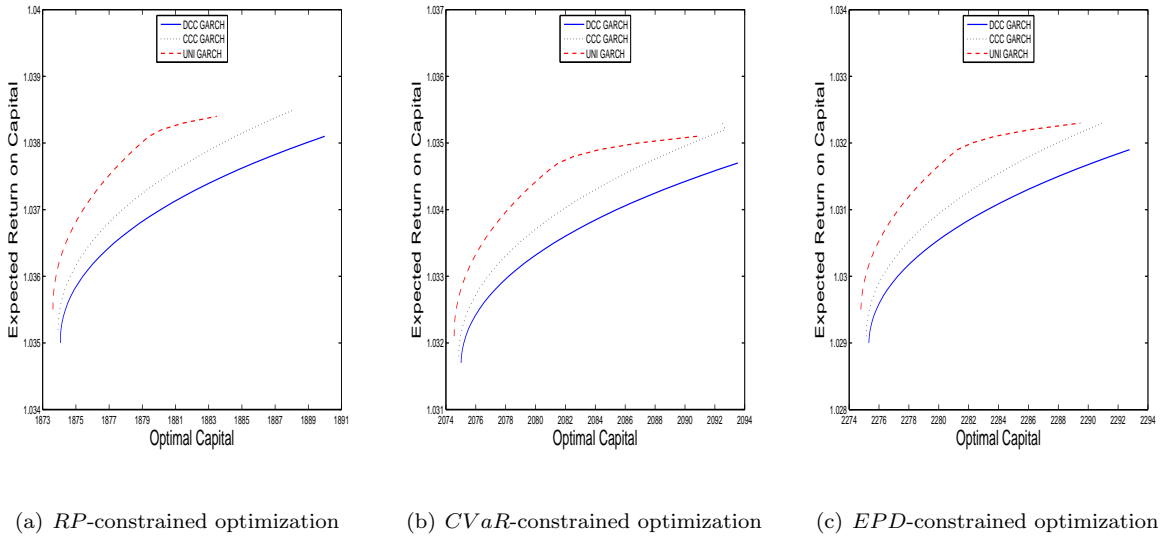 1.04
1.039
1.038
1.037
1.036
1.035
1.034
Expected Return on Capital
DCC GARCH
CCC GARCH
UNI GARCH
1873 1875 1877 1879 1881 1883 1885 1887 1889 1891
Optimal Capital
(a) RP-constrained optimization
1.037
1.036
1.035
1.034
1.033
1.032
1.031
Expected Return on Capital
DCC GARCH
CCC GARCH
UNI GARCH
2074 2076 2078 2080 2082 2084 2086 2088 2090 2092 2094
Optimal Capital
(b) CVaR-constrained optimization
1.034
1.033
1.032
1.031
1.030
1.029
1.028
Expected Return on Capital
DCC GARCH
CCC GARCH
UNI GARCH
2274 2276 2278 2280 2282 2284 2286 2288 2290 2292 2294
Optimal Capital
(c) EPD-constrained optimization